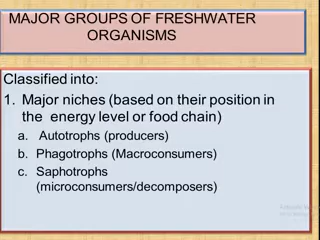 MAJOR GROUPS OF FRESHWATER
ORGANISMS
Classified into:
1. Major niches (based on their position in
the energy level or food chain)
a. Autotrophs (producers)
b. Phagotrophs (Macroconsumers)
c. Saphotrophs
(microconsumers/decomposers)